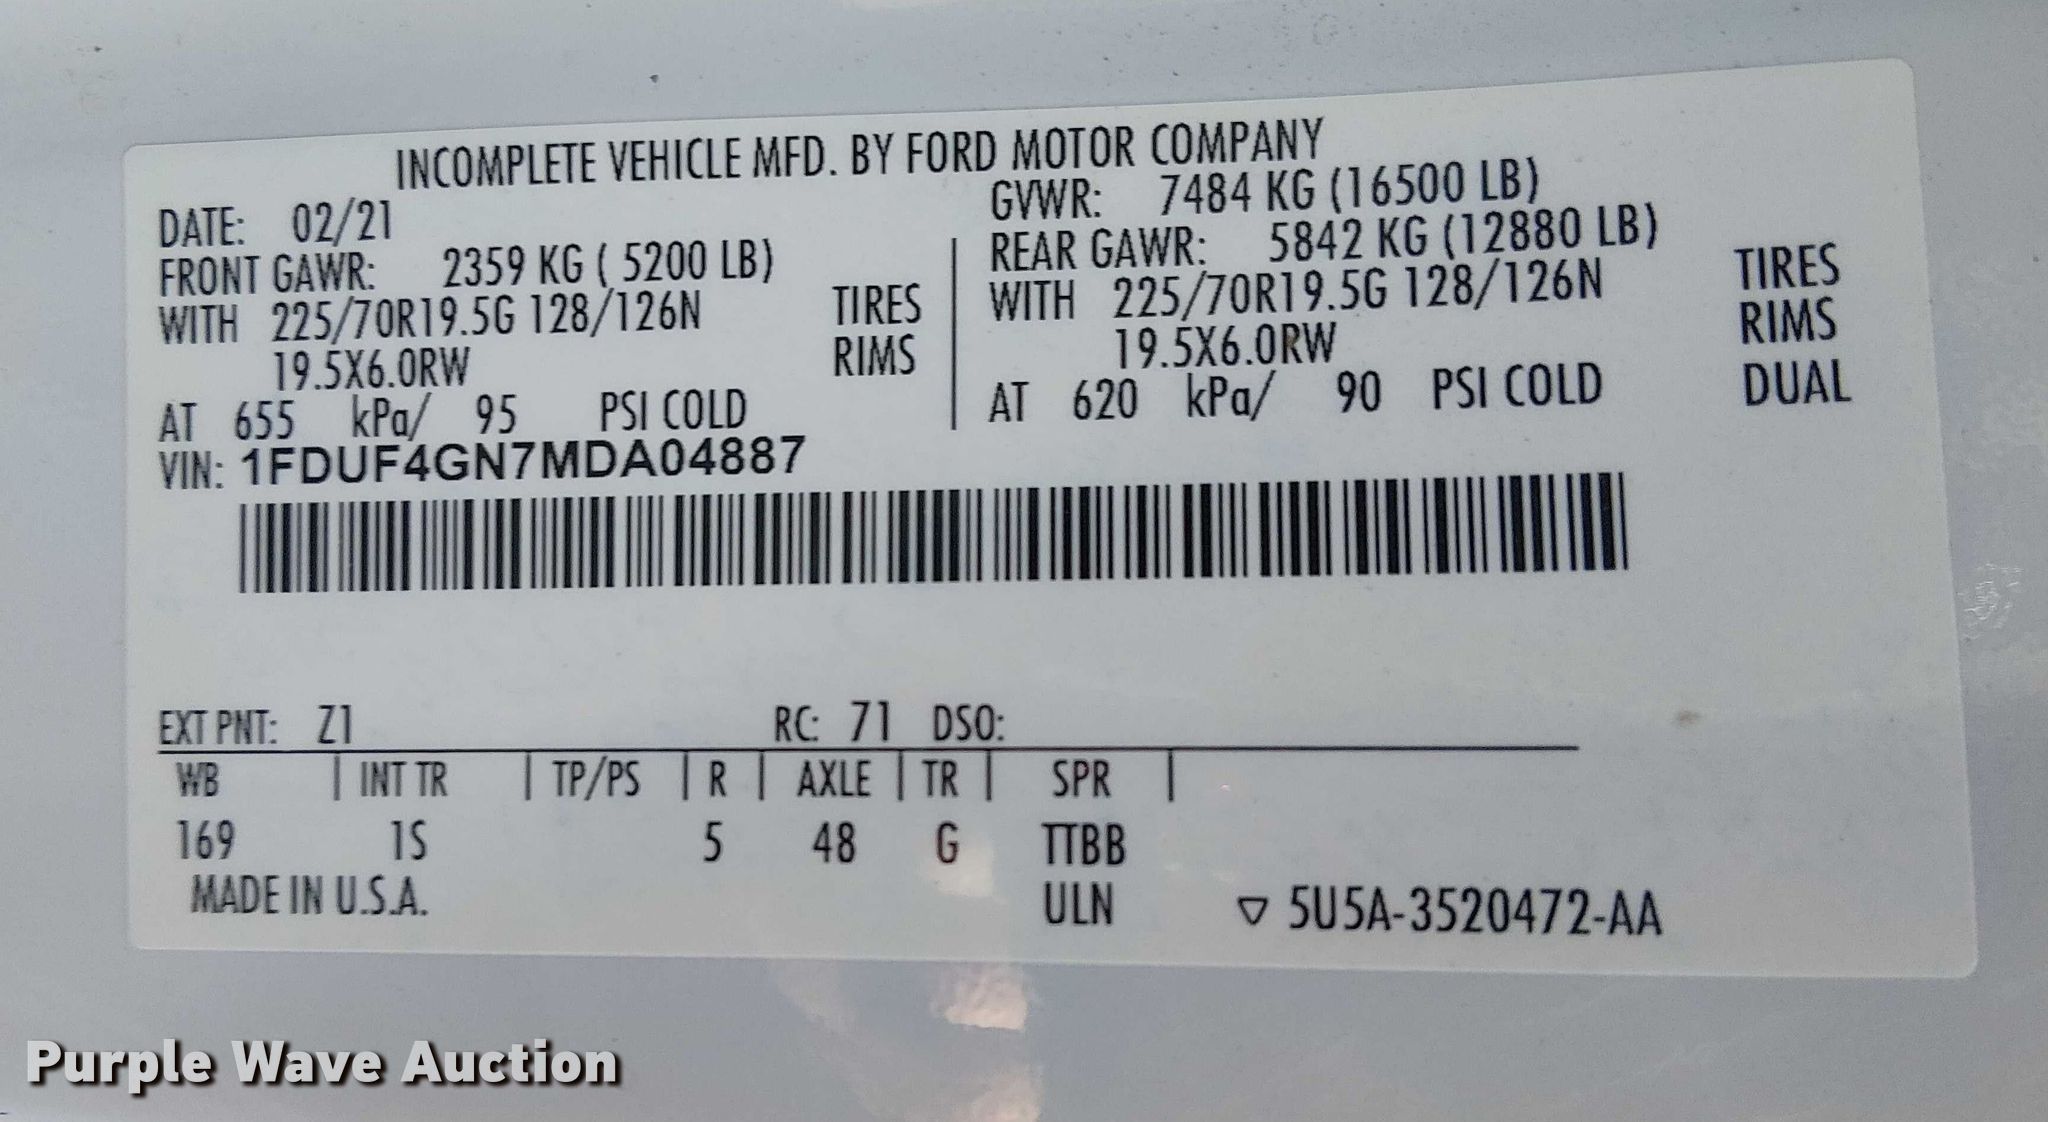 INCOMPLETE VEHICLE MFD. BY FORD MOTOR COMPANY
DATE: 02/21
GVWR: 7484 KG (16500 LB)
FRONT GAWR: 2359 KG ( 5200 LB)
REAR GAWR: 5842 KG (12880 LB)
WITH 225/70R19.5G 128/126N TIRES
19.5X6.0RW RIMS
AT 655 kPa/ 95 PSI COLD
WITH 225/70R19.5G 128/126N TIRES
19.5X6.0RW RIMS
AT 620 kPa/ 90 PSI COLD DUAL
VIN: 1FDUF4GN7MDA04887
EXT PNT: Z1 RC: 71 DSO:
WB | INT TR | TP/PS | R | AXLE | TR | SPR |
169 1S 5 48 G TTBB
MADE IN U.S.A. ULN ▽ 5U5A-3520472-AA
Purple Wave Auction